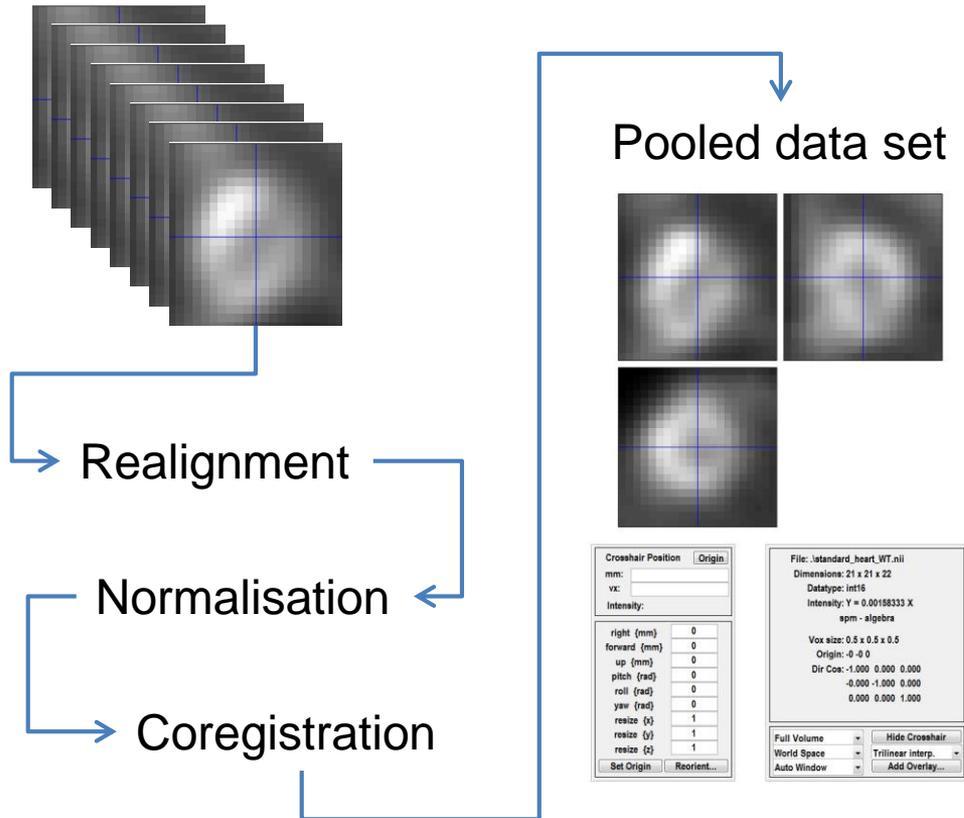 Realignment
Normalisation
Coregistration
Pooled data set
Crosshair Position Origin
mm:
vx:
Intensity:
right {mm} 0
forward {mm} 0
up {mm} 0
pitch {rad} 0
roll {rad} 0
yaw {rad} 0
resize {x} 1
resize {y} 1
resize {z} 1
Set Origin Reorient...
File: .\standard_heart_WT.nii
Dimensions: 21 x 21 x 22
Datatype: int16
Intensity: Y = 0.00158333 X
spm - algebra
Vox size: 0.5 x 0.5 x 0.5
Origin: -0 -0 0
Dir Cos: -1.000 0.000 0.000
-0.000 -1.000 0.000
0.000 0.000 1.000
Full Volume Hide Crosshair
World Space Trilinear interp.
Auto Window Add Overlay...